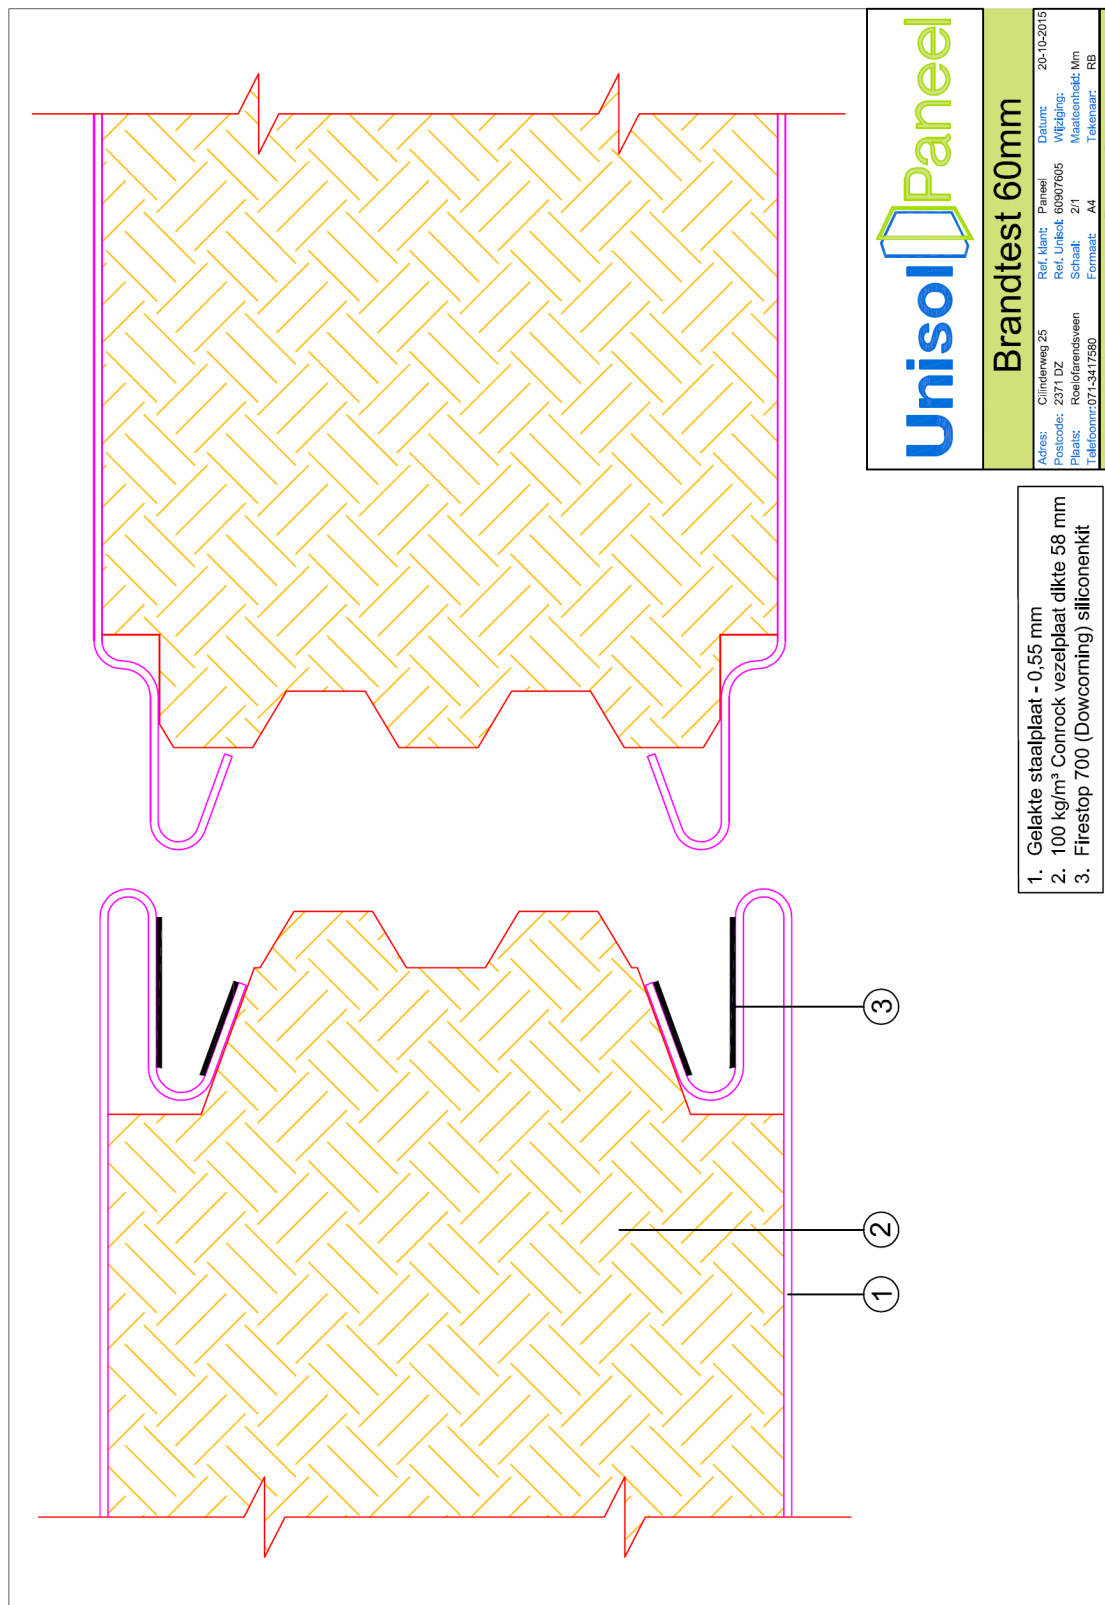 Unisol Paneel
Brandtest 60mm
Adres: Cilinderweg 25 Ref. klant: Paneel Datum: 20-10-2015
Postcode: 2371 DZ Ref. Unisol: 60907605 Wijziging:
Plaats: Roelofarendsveen Schaal: 2/1 Maateenheid: Mm
Telefoonnr: 071-3417580 Formaat: A4 Tekenaar: RB
1. Gelakte staalplaat - 0,55 mm
2. 100 kg/m³ Conrock vezelplaat dikte 58 mm
3. Firestop 700 (Dowcorning) siliconenkit
1
2
3